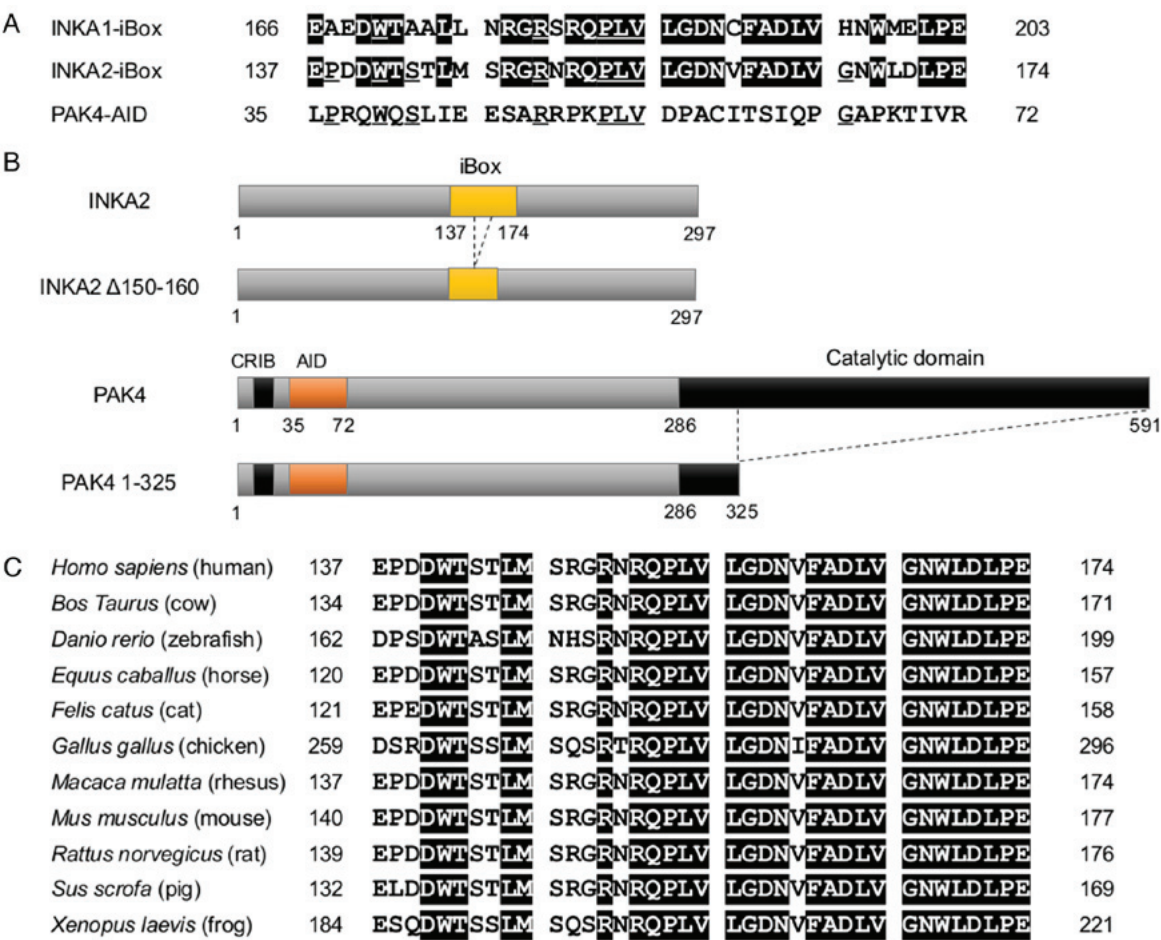 A
INKA1-iBox 166 EAEDWTAALL NRGRSRQPLV LGDNCFADLV HNWMELPE 203
INKA2-iBox 137 EPDDWTSTLM SRGRNRQPLV LGDNVFADLV GNWLDLPE 174
PAK4-AID 35 LPRQWQSLIE ESARRPKPLV DPACITSIQP GAPKTIVR 72
B
iBox
INKA2
1 137 174 297
INKA2 Δ150-160
1 297
CRIB AID Catalytic domain
PAK4
1 35 72 286 591
PAK4 1-325
1 286 325
C
Homo sapiens (human) 137 EPDDWTSTLM SRGRNRQPLV LGDNVFADLV GNWLDLPE 174
Bos Taurus (cow) 134 EPDDWTSTLM SRGRNRQPLV LGDNVFADLV GNWLDLPE 171
Danio rerio (zebrafish) 162 DPSDWTASLM NHSRNRQPLV LGDNVFADLV GNWLDLPE 199
Equus caballus (horse) 120 EPDDWTSTLM SRGRNRQPLV LGDNVFADLV GNWLDLPE 157
Felis catus (cat) 121 EPEDWTSTLM SRGRNRQPLV LGDNVFADLV GNWLDLPE 158
Gallus gallus (chicken) 259 DSRDWTSSLM SQSRTRQPLV LGDNIFADLV GNWLDLPE 296
Macaca mulatta (rhesus) 137 EPDDWTSTLM SRGRNRQPLV LGDNVFADLV GNWLDLPE 174
Mus musculus (mouse) 140 EPDDWTSTLM SRGRNRQPLV LGDNVFADLV GNWLDLPE 177
Rattus norvegicus (rat) 139 EPDDWTSTLM SRGRNRQPLV LGDNVFADLV GNWLDLPE 176
Sus scrofa (pig) 132 ELDDWTSTLM SRGRNRQPLV LGDNVFADLV GNWLDLPE 169
Xenopus laevis (frog) 184 ESQDWTSSLM SQSRNRQPLV LGDNVFADLV GNWLDLPE 221